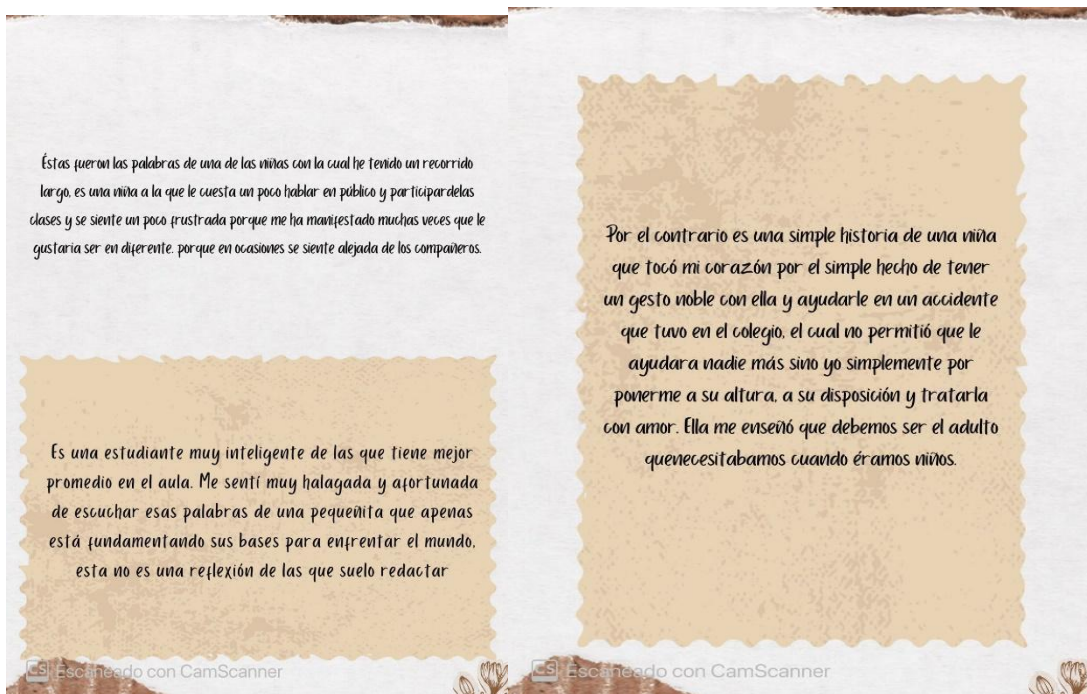 Éstas fueron las palabras de una de las niñas con la cual he tenido un recorrido
largo, es una niña a la que le cuesta un poco hablar en público y participardelas
clases y se siente un poco frustrada porque me ha manifestado muchas veces que le
gustaria ser en diferente. porque en ocasiones se siente alejada de los compañeros.
Es una estudiante muy inteligente de las que tiene mejor
promedio en el aula. Me sentí muy halagada y afortunada
de escuchar esas palabras de una pequeñita que apenas
está fundamentando sus bases para enfrentar el mundo,
esta no es una reflexión de las que suelo redactar
CS Escaneado con CamScanner
Por el contrario es una simple historia de una niña
que tocó mi corazón por el simple hecho de tener
un gesto noble con ella y ayudarle en un accidente
que tuvo en el colegio, el cual no permitió que le
ayudara nadie más sino yo simplemente por
ponerme a su altura, a su disposición y tratarla
con amor. Ella me enseñó que debemos ser el adulto
quenecesitabamos cuando éramos niños.
CS Escaneado con CamScanner